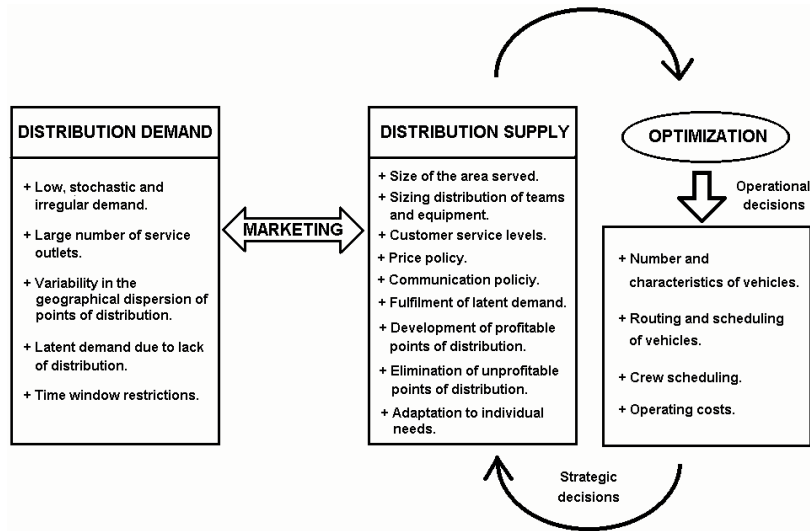 DISTRIBUTION DEMAND
+ Low, stochastic and
irregular demand.
+ Large number of service
outlets.
+ Variability in the
geographical dispersion of
points of distribution.
+ Latent demand due to lack
of distribution.
+ Time window restrictions.
MARKETING
DISTRIBUTION SUPPLY
+ Size of the area served.
+ Sizing distribution of teams
and equipment.
+ Customer service levels.
+ Price policy.
+ Communication policiy.
+ Fulfilment of latent demand.
+ Development of profitable
points of distribution.
+ Elimination of unprofitable
points of distribution.
+ Adaptation to individual
needs.
OPTIMIZATION
Operational
decisions
+ Number and
characteristics of vehicles.
+ Routing and scheduling
of vehicles.
+ Crew scheduling.
+ Operating costs.
Strategic
decisions